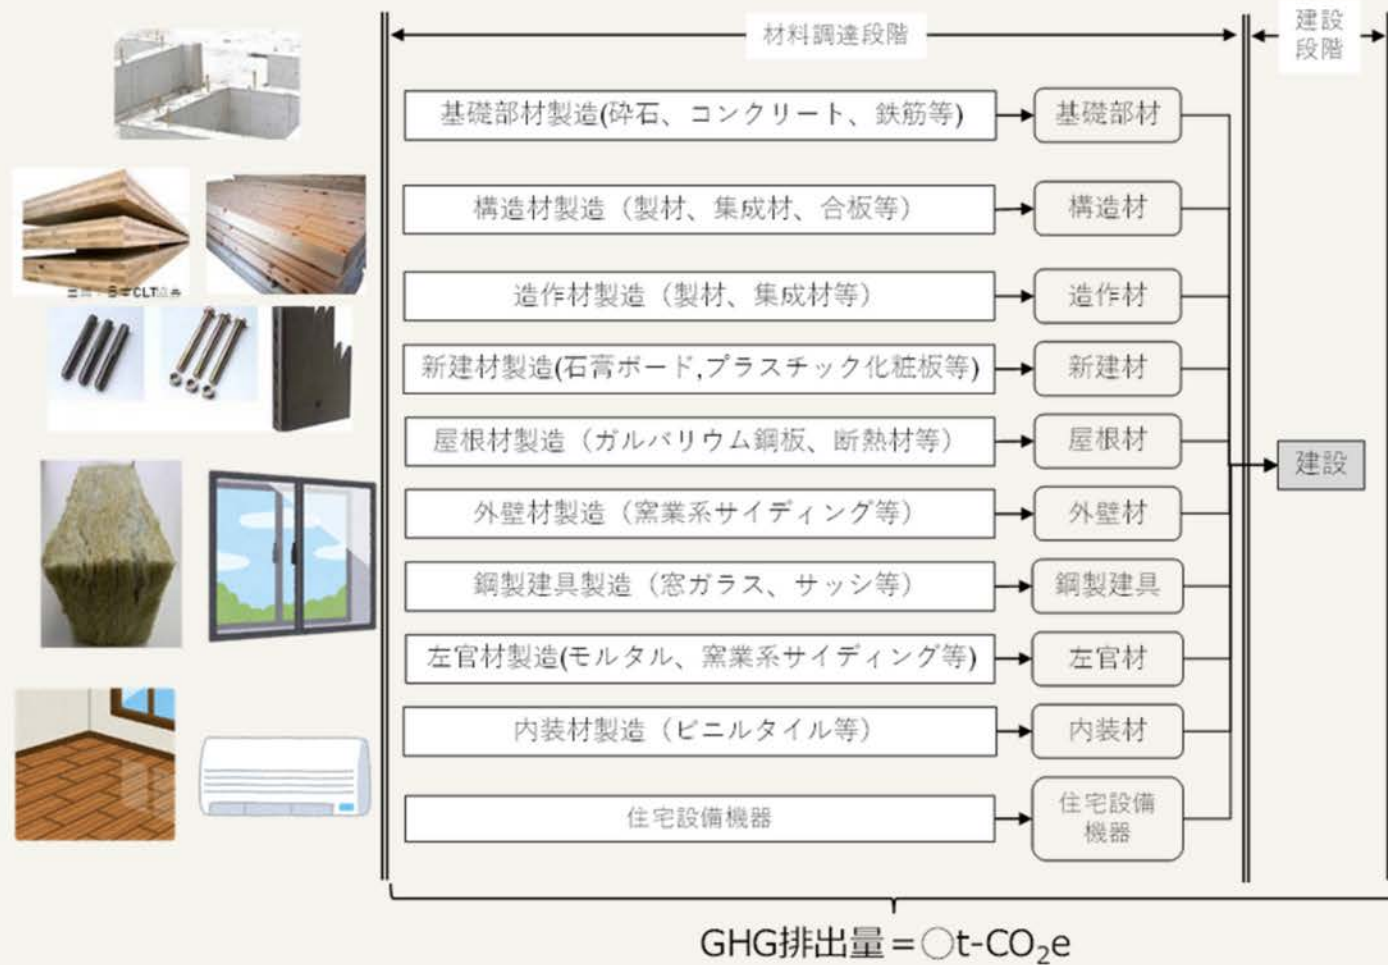 材料調達段階
建設
段階
基礎部材製造(砕石、コンクリート、鉄筋等)
基礎部材
構造材製造（製材、集成材、合板等）
構造材
造作材製造（製材、集成材等）
造作材
新建材製造(石膏ボード,プラスチック化粧板等)
新建材
屋根材製造（ガルバリウム鋼板、断熱材等）
屋根材
建設
外壁材製造（窯業系サイディング等）
外壁材
鋼製建具製造（窓ガラス、サッシ等）
鋼製建具
左官材製造(モルタル、窯業系サイディング等)
左官材
内装材製造（ビニルタイル等）
内装材
住宅設備機器
住宅設備
機器
CLT
GHG排出量＝○t-CO₂e